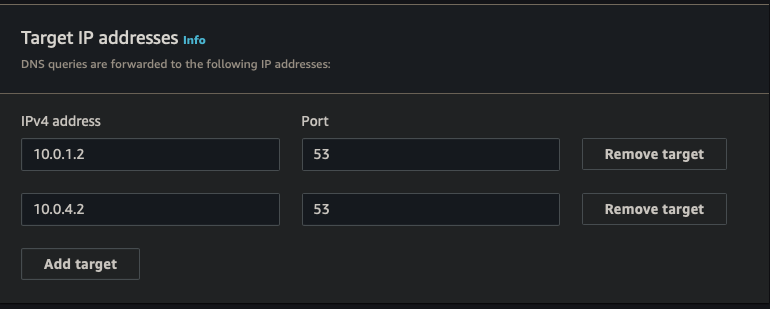 Target IP addresses Info
DNS queries are forwarded to the following IP addresses:
IPv4 address Port
10.0.1.2 53 Remove target
10.0.4.2 53 Remove target
Add target